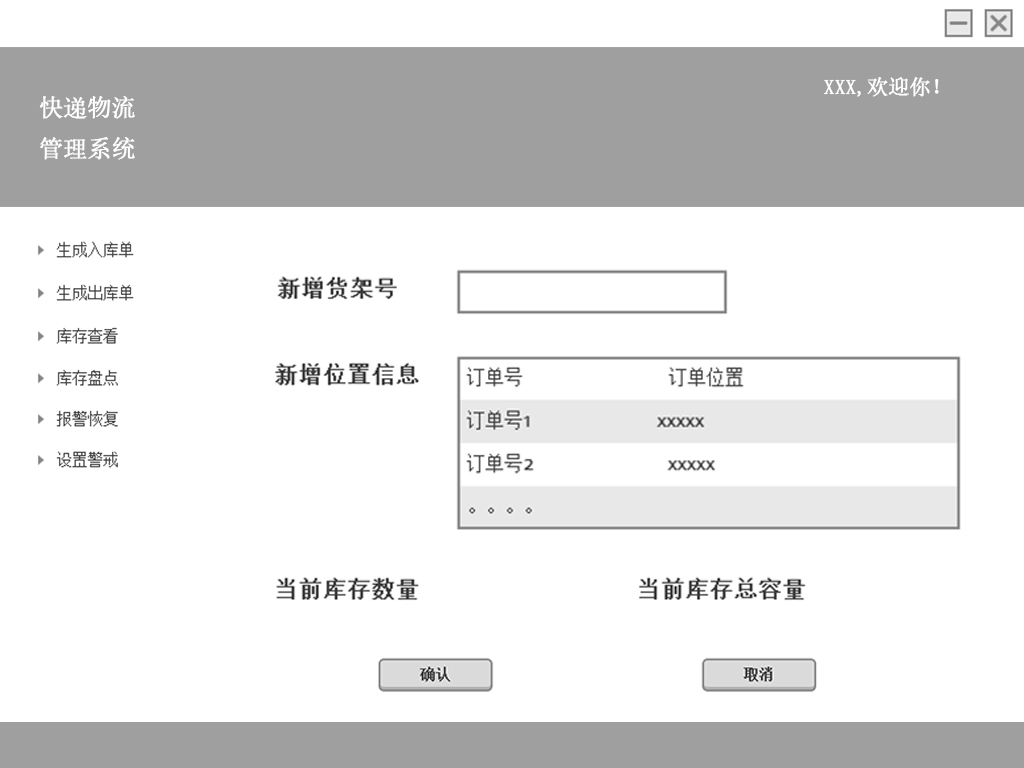 XXX,欢迎你!
快递物流
管理系统
生成入库单
生成出库单
库存查看
库存盘点
报警恢复
设置警戒
新增货架号
新增位置信息
订单号 订单位置
订单号1 xxxxx
订单号2 xxxxx
。。。。
当前库存数量 当前库存总容量
确认 取消